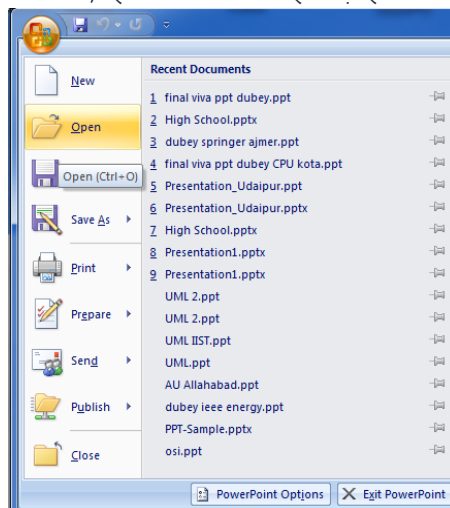 New
Open
Open (Ctrl+O)
Save As
Print
Prepare
Send
Publish
Close
Recent Documents
1 final viva ppt dubey.ppt
2 High School.pptx
3 dubey springer ajmer.ppt
4 final viva ppt dubey CPU kota.ppt
5 Presentation_Udaipur.ppt
6 Presentation_Udaipur.pptx
7 High School.pptx
8 Presentation1.pptx
9 Presentation1.pptx
UML 2.ppt
UML 2.ppt
UML IIST.ppt
UML.ppt
AU Allahabad.ppt
dubey ieee energy.ppt
PPT-Sample.pptx
osi.ppt
PowerPoint Options
Exit PowerPoint